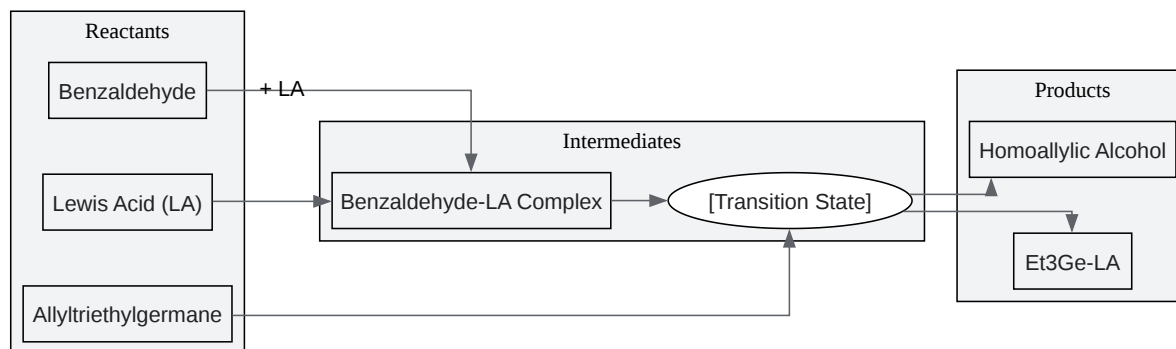 Reactants
Benzaldehyde
+ LA
Lewis Acid (LA)
Allyltriethylgermane
Intermediates
Benzaldehyde-LA Complex
[Transition State]
Products
Homoallylic Alcohol
Et3Ge-LA